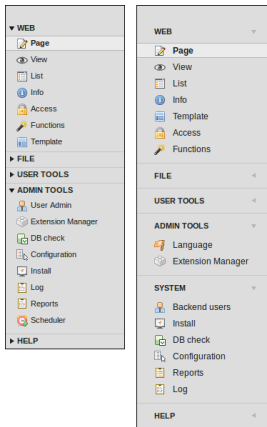 WEB
Page
View
List
Info
Access
Functions
Template
FILE
USER TOOLS
ADMIN TOOLS
User Admin
Extension Manager
DB check
Configuration
Install
Log
Reports
Scheduler
HELP
WEB
Page
View
List
Info
Template
Access
Functions
FILE
USER TOOLS
ADMIN TOOLS
Language
Extension Manager
SYSTEM
Backend users
Install
DB check
Configuration
Reports
Log
HELP